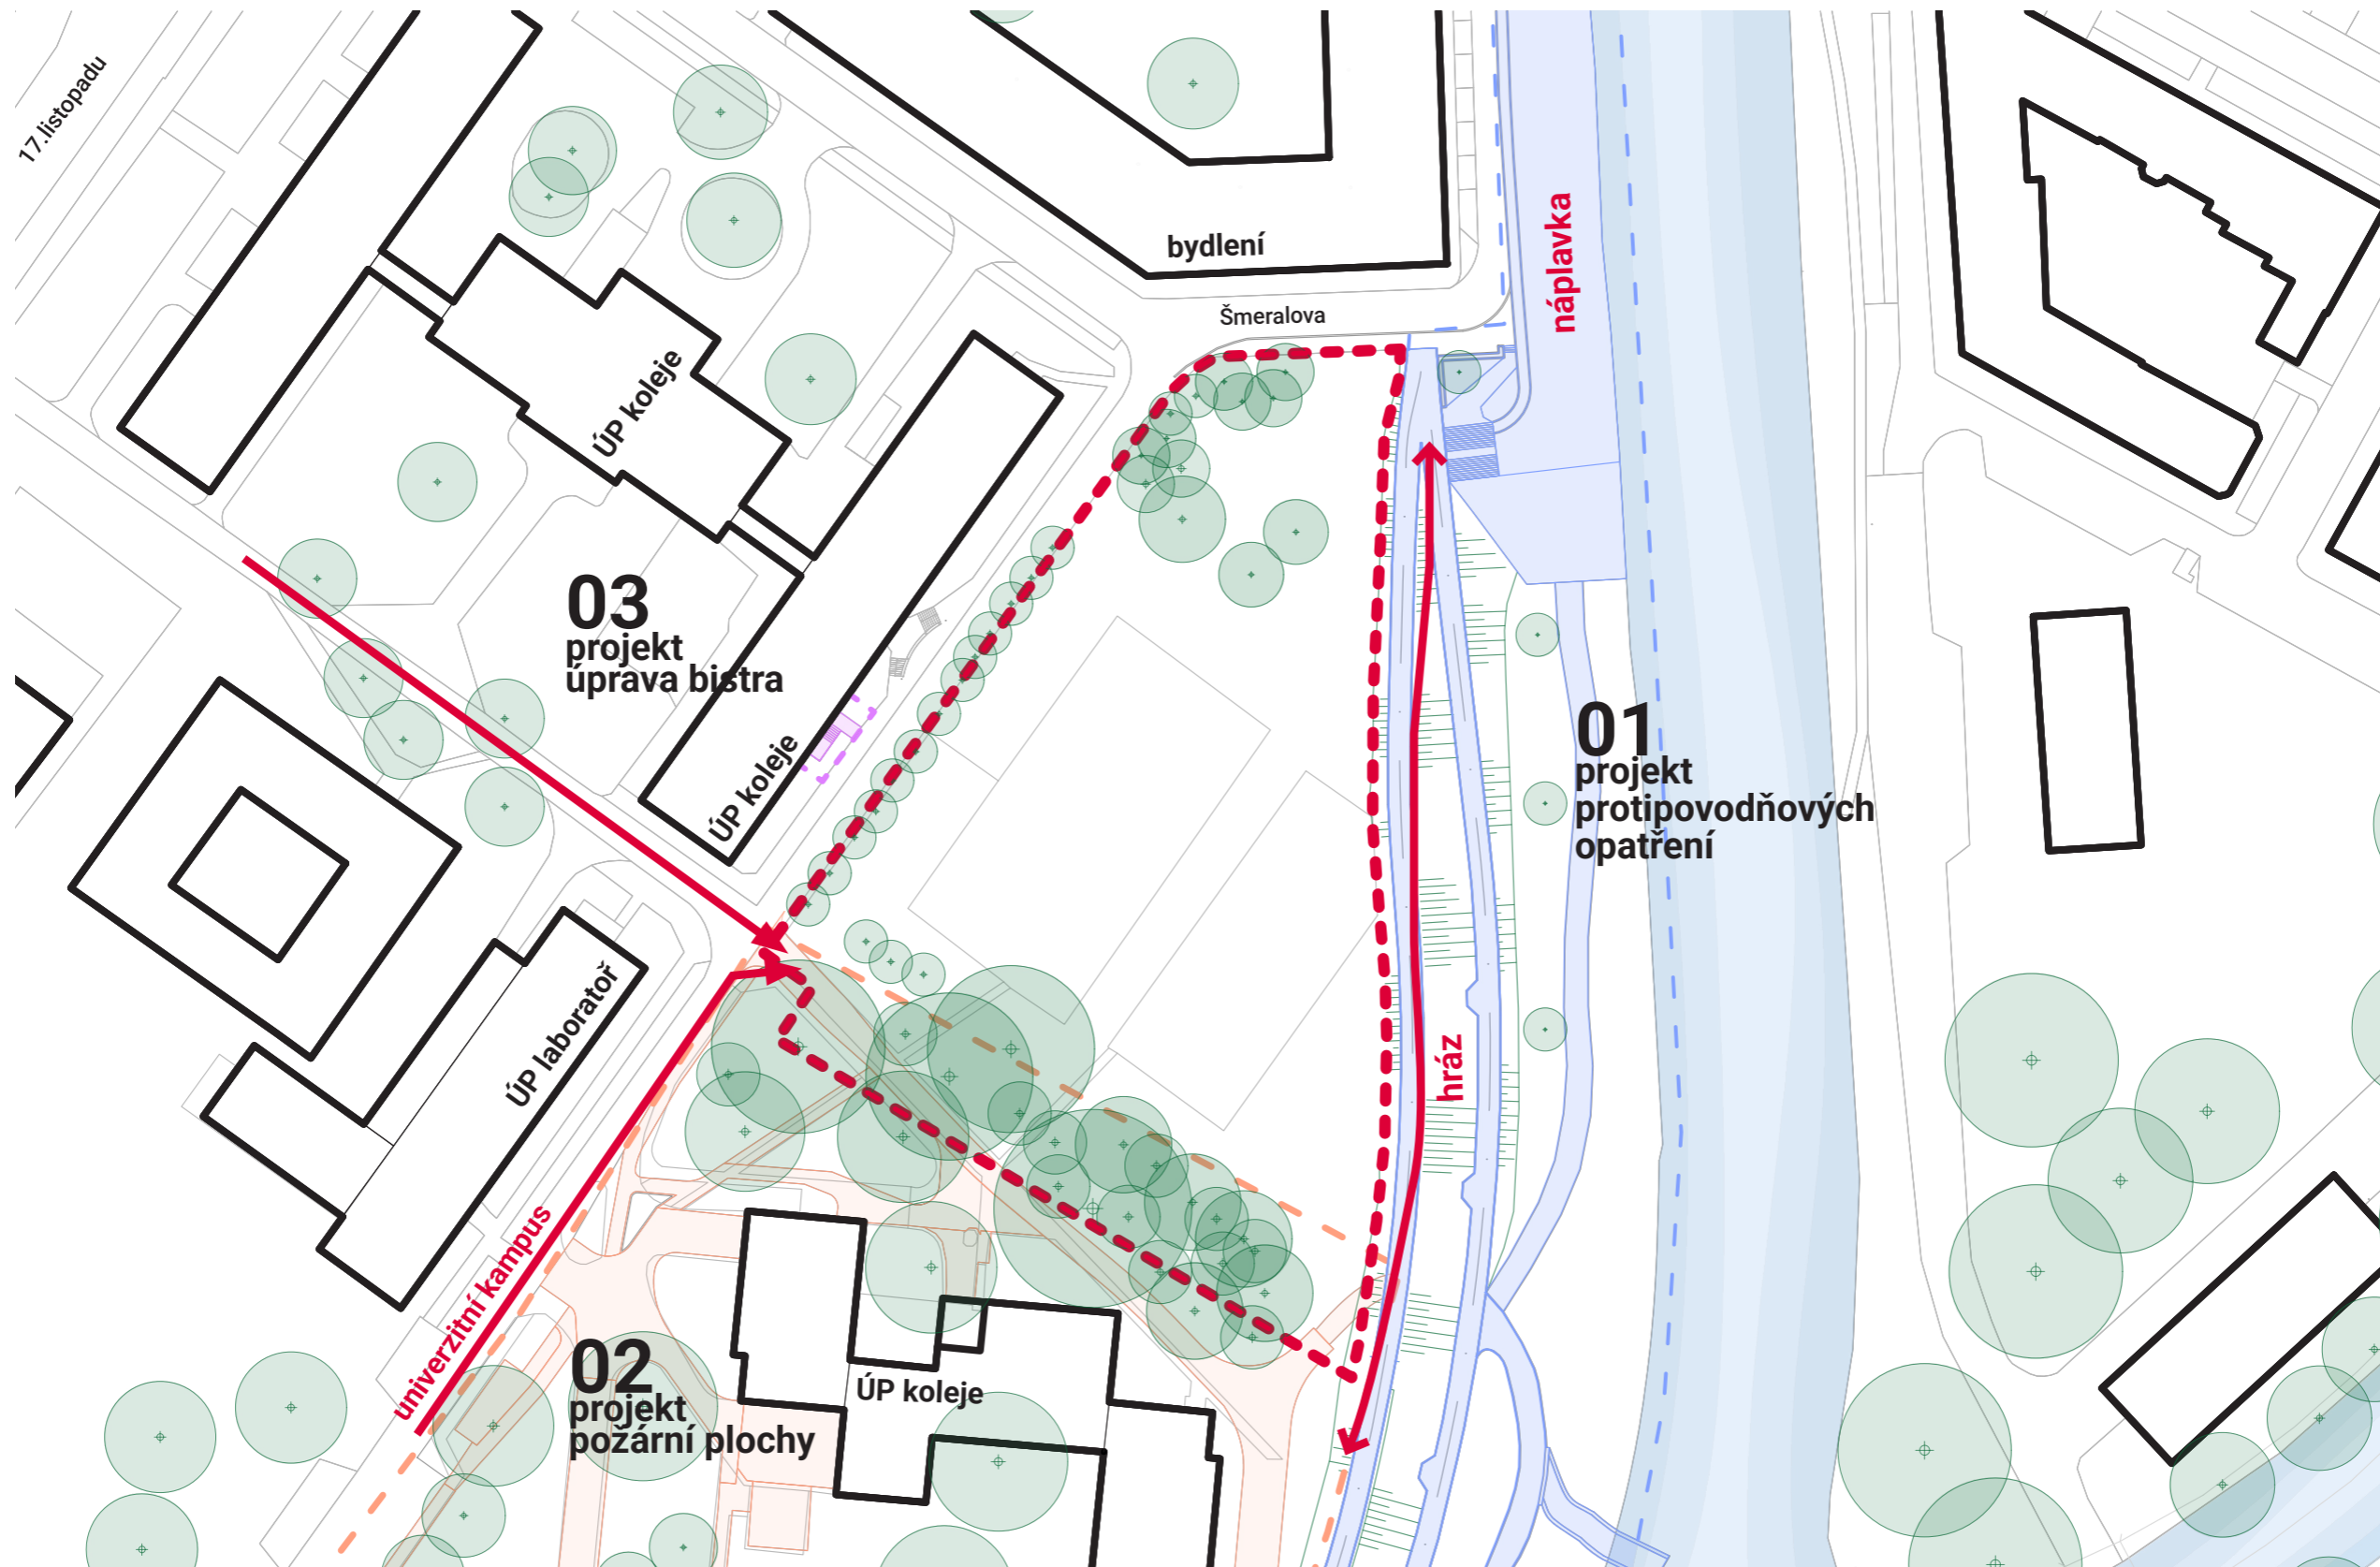 17.listopadu
bydlení
náplavka
Šmeralova
ÚP koleje
03
projekt
úprava bistra
ÚP koleje
01
projekt
protipovodňových
opatření
ÚP laboratoř
hráz
univerzitní kampus
02
projekt
požární plochy
ÚP koleje